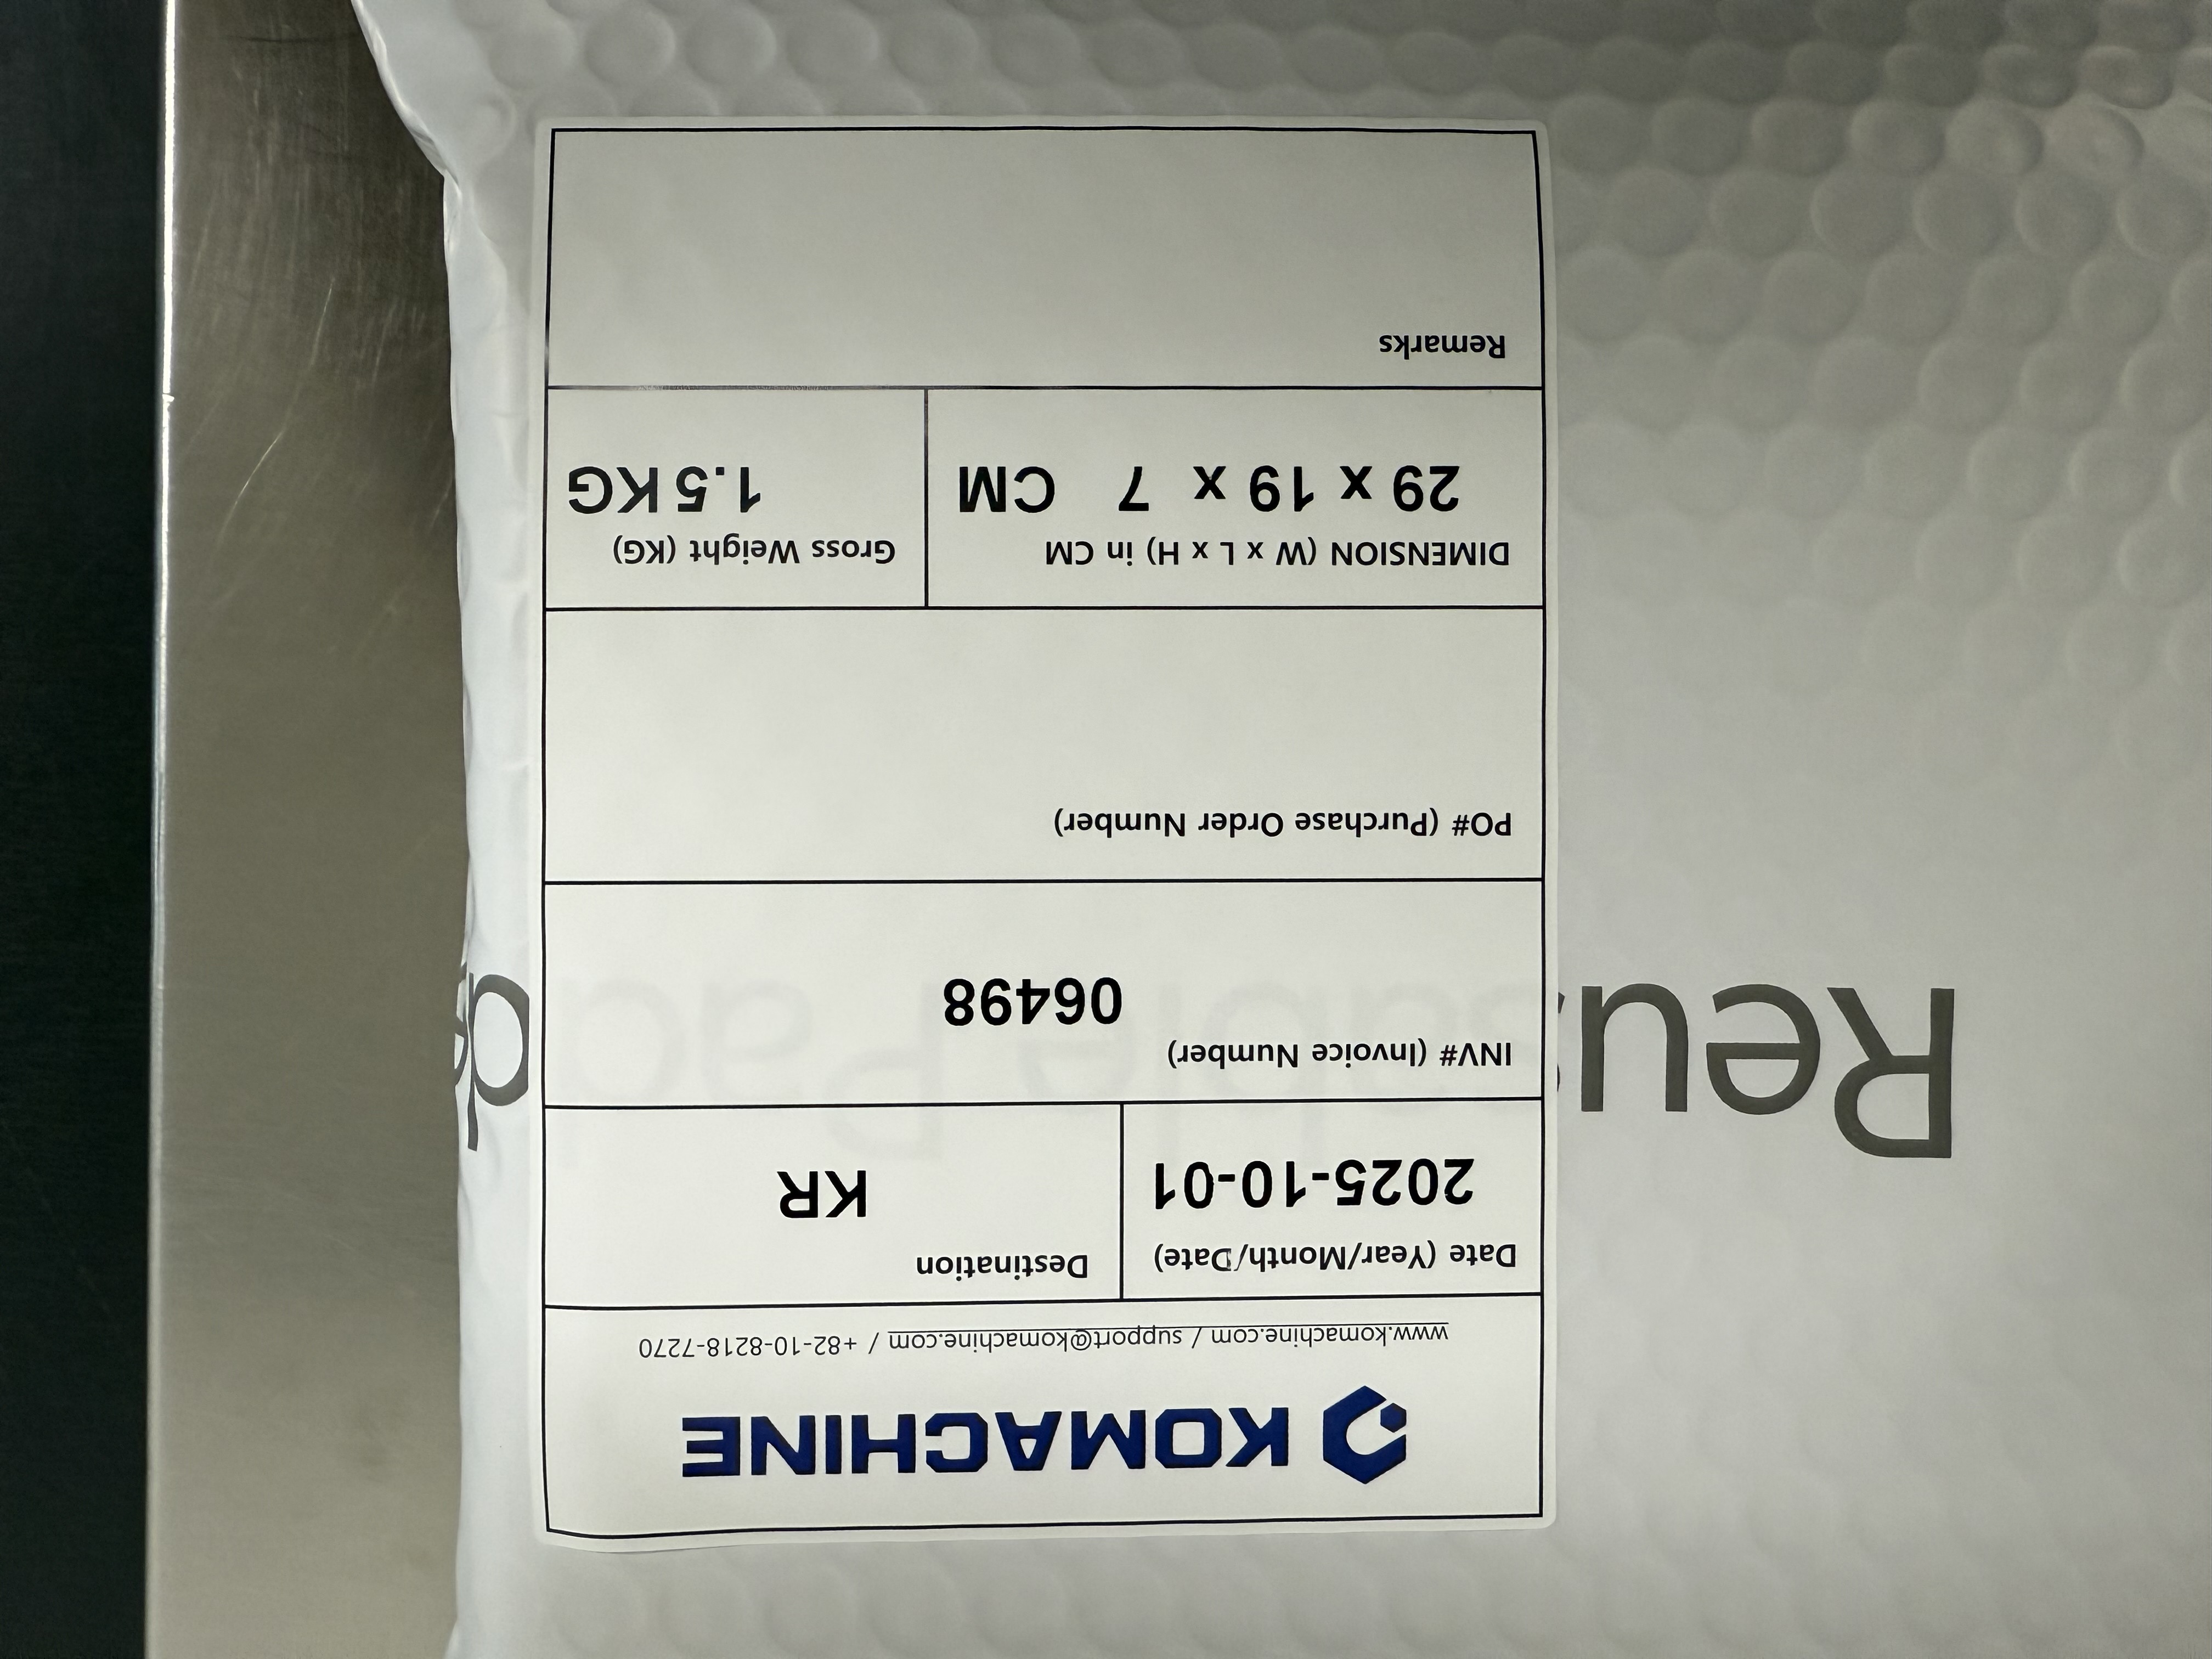 KOMACHINE
www.komachine.com / support@komachine.com / +82-10-8218-7270
Date (Year/Month/Date)
2025-10-01
Destination
KR
INV# (Invoice Number)
06498
PO# (Purchase Order Number)
DIMENSION (W x L x H) in CM
29 x 19 x 7 CM
Gross Weight (KG)
1.5 KG
Remarks
Reusable Padde